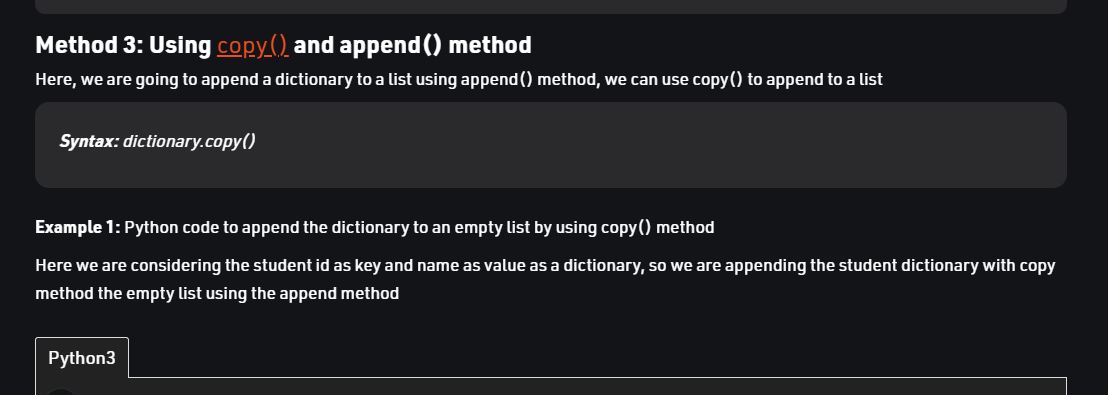 Method 3: Using copy() and append() method
Here, we are going to append a dictionary to a list using append() method, we can use copy() to append to a list
Syntax: dictionary.copy()
Example 1: Python code to append the dictionary to an empty list by using copy() method
Here we are considering the student id as key and name as value as a dictionary, so we are appending the student dictionary with copy
method the empty list using the append method
Python3